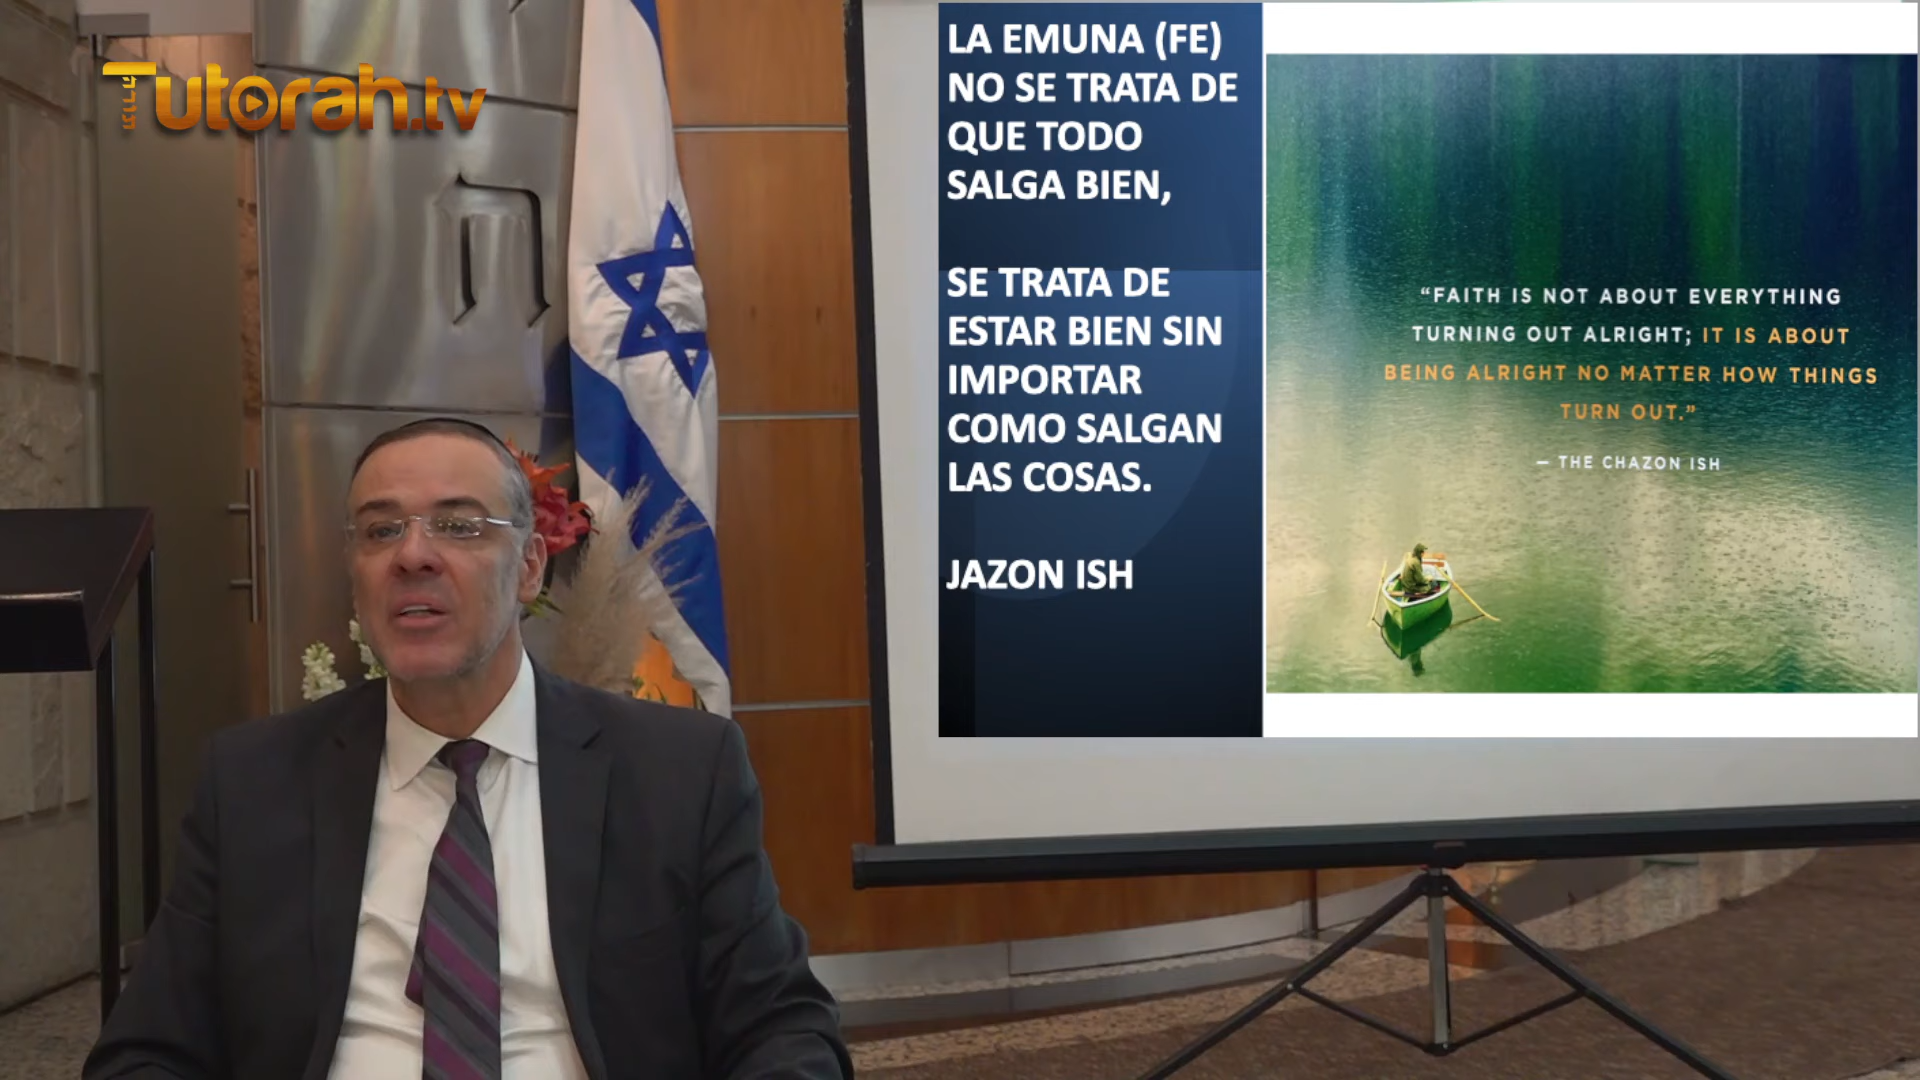 Tutorah.tv
ח
LA EMUNA (FE)
NO SE TRATA DE
QUE TODO
SALGA BIEN,
SE TRATA DE
ESTAR BIEN SIN
IMPORTAR
COMO SALGAN
LAS COSAS.
JAZON ISH
“FAITH IS NOT ABOUT EVERYTHING
TURNING OUT ALRIGHT; IT IS ABOUT
BEING ALRIGHT NO MATTER HOW THINGS
TURN OUT.”
— THE CHAZON ISH